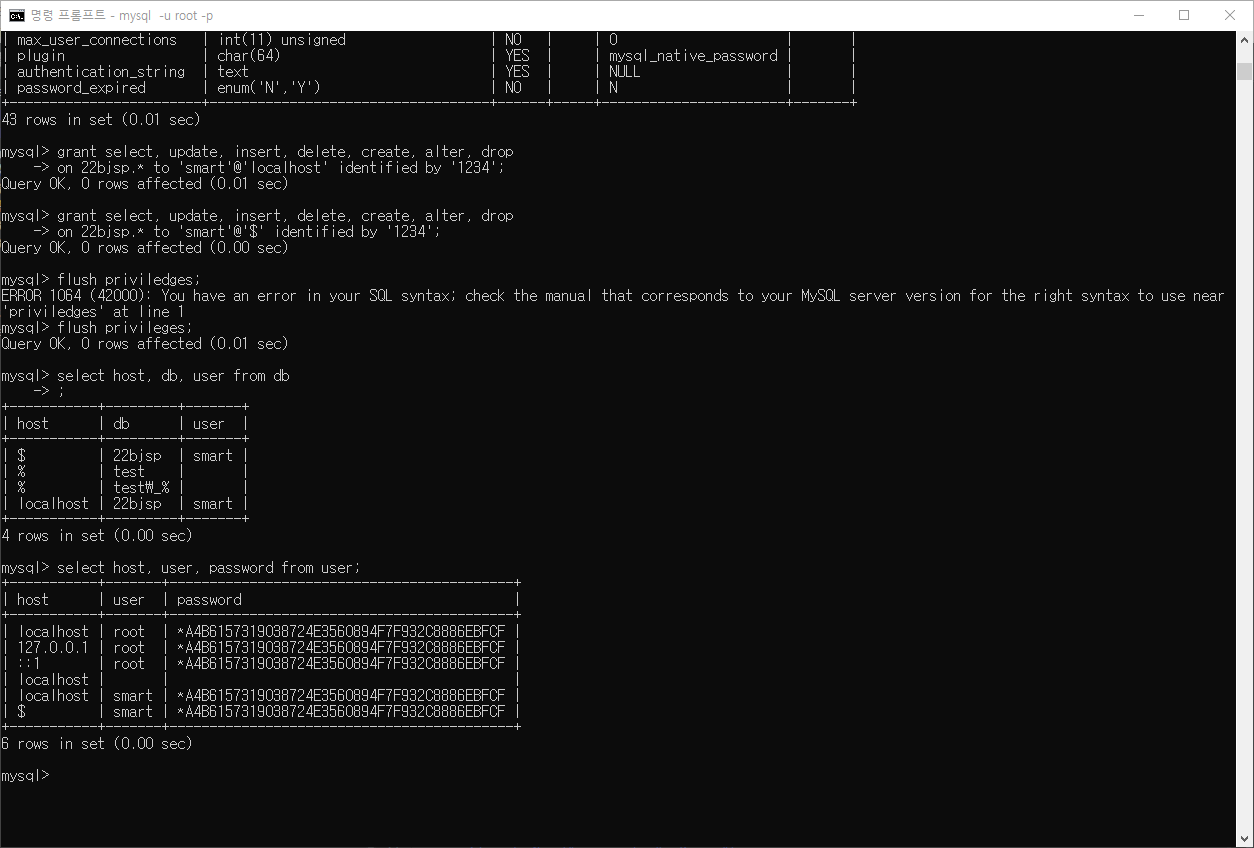 명령 프롬프트 - mysql  -u root -p
| max_user_connections   | int(11) unsigned                  | NO   |     | 0                     |       |
| plugin                 | char(64)                          | YES  |     | mysql_native_password |       |
| authentication_string  | text                              | YES  |     | NULL                  |       |
| password_expired       | enum('N','Y')                     | NO   |     | N                     |       |
+------------------------+-----------------------------------+------+-----+-----------------------+-------+
43 rows in set (0.01 sec)
mysql> grant select, update, insert, delete, create, alter, drop
    -> on 22bjsp.* to 'smart'@'localhost' identified by '1234';
Query OK, 0 rows affected (0.01 sec)
mysql> grant select, update, insert, delete, create, alter, drop
    -> on 22bjsp.* to 'smart'@'$' identified by '1234';
Query OK, 0 rows affected (0.00 sec)
mysql> flush priviledges;
ERROR 1064 (42000): You have an error in your SQL syntax; check the manual that corresponds to your MySQL server version for the right syntax to use near
'priviledges' at line 1
mysql> flush privileges;
Query OK, 0 rows affected (0.01 sec)
mysql> select host, db, user from db
    -> ;
+-----------+---------+-------+
| host      | db      | user  |
+-----------+---------+-------+
| $         | 22bjsp  | smart |
| %         | test    |       |
| %         | test₩_% |       |
| localhost | 22bjsp  | smart |
+-----------+---------+-------+
4 rows in set (0.00 sec)
mysql> select host, user, password from user;
+-----------+-------+-------------------------------------------+
| host      | user  | password                                  |
+-----------+-------+-------------------------------------------+
| localhost | root  | *A4B6157319038724E3560894F7F932C8886EBFCF |
| 127.0.0.1 | root  | *A4B6157319038724E3560894F7F932C8886EBFCF |
| ::1       | root  | *A4B6157319038724E3560894F7F932C8886EBFCF |
| localhost |       |                                           |
| localhost | smart | *A4B6157319038724E3560894F7F932C8886EBFCF |
| $         | smart | *A4B6157319038724E3560894F7F932C8886EBFCF |
+-----------+-------+-------------------------------------------+
6 rows in set (0.00 sec)
mysql>